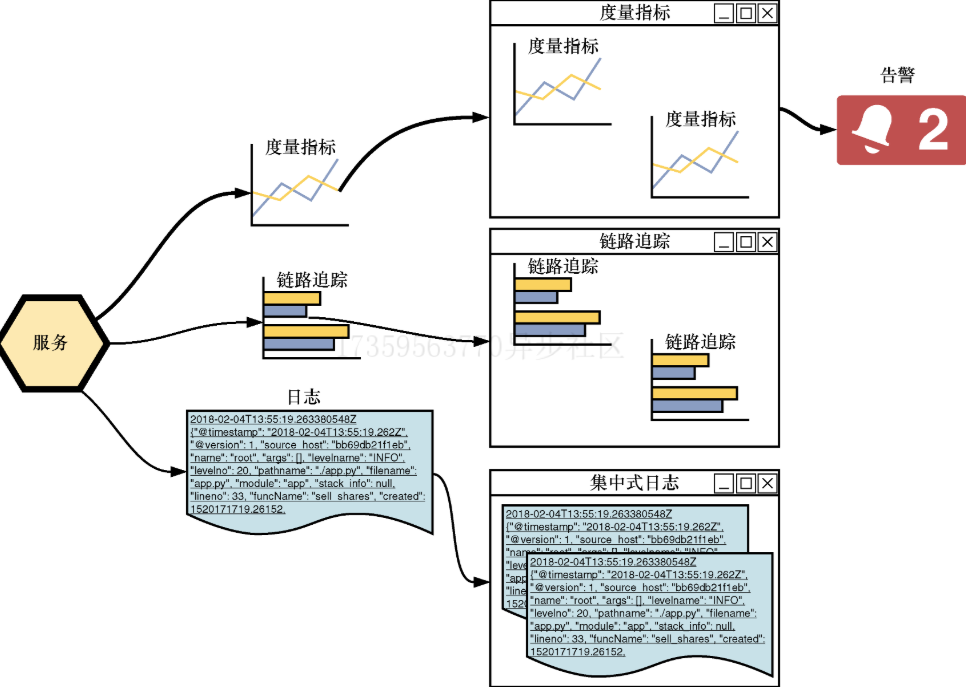 度量指标
度量指标
告警
2
度量指标
度量指标
链路追踪
链路追踪
链路追踪
服务
17359563770异步社区
链路追踪
日志
2018-02-04T13:55:19.263380548Z
{"@timestamp": "2018-02-04T13:55:19.262Z",
"@version": 1, "source_host": "bb69db21f1eb",
"name": "root", "args": [], "levelname": "INFO",
"levelno": 20, "pathname": "./app.py", "filename":
"app.py", "module": "app", "stack_info": null,
"lineno": 33, "funcName": "sell_shares", "created":
1520171719.26152,
集中式日志
2018-02-04T13:55:19.263380548Z
{"@timestamp": "2018-02-04T13:55:19.262Z",
"@version": 1, "source_host": "bb69db21f1eb",
"name": "root", "args": [], "levelname": "INFO",
"leve
"app
"line
1520
2018-02-04T13:55:19.263380548Z
{"@timestamp": "2018-02-04T13:55:19.262Z",
"@version": 1, "source_host": "bb69db21f1eb",
"name": "root", "args": [], "levelname": "INFO",
"levelno": 20, "pathname": "./app.py", "filename":
"app.py", "module": "app", "stack_info": null,
"lineno": 33, "funcName": "sell_shares", "created":
1520171719.26152,